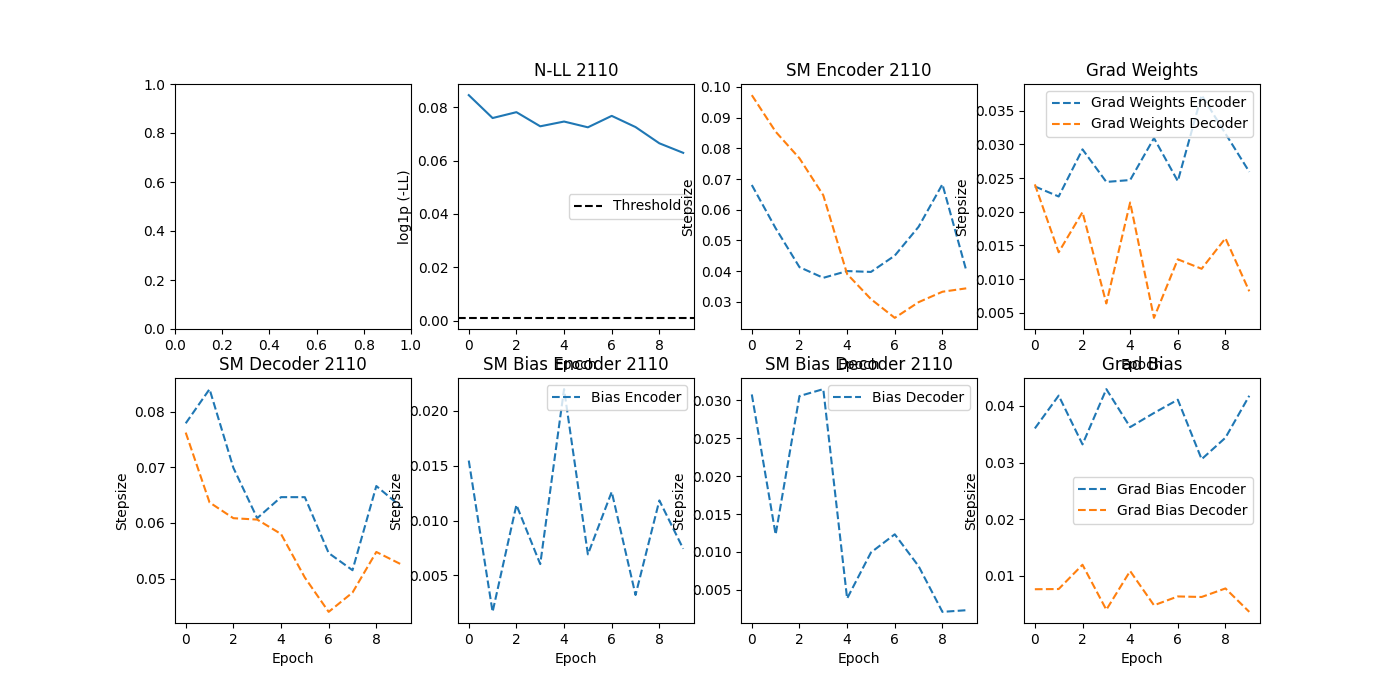 1.0
0.8
0.6
0.4
0.2
0.0
0.0 0.2 0.4 0.6 0.8 1.0
N-LL 2110
log1p (-LL)
0.08
0.06
0.04
0.02
0.00
Threshold
0 2 4 6 8
Epoch
SM Encoder 2110
Stepsize
0.10
0.09
0.08
0.07
0.06
0.05
0.04
0.03
0 2 4 6 8
Epoch
Grad Weights
Stepsize
0.035
0.030
0.025
0.020
0.015
0.010
0.005
Grad Weights Encoder
Grad Weights Decoder
0 2 4 6 8
Epoch
SM Decoder 2110
Stepsize
0.08
0.07
0.06
0.05
0 2 4 6 8
Epoch
SM Bias Encoder 2110
Stepsize
0.020
0.015
0.010
0.005
Bias Encoder
0 2 4 6 8
Epoch
SM Bias Decoder 2110
Stepsize
0.030
0.025
0.020
0.015
0.010
0.005
Bias Decoder
0 2 4 6 8
Epoch
Grad Bias
Stepsize
0.04
0.03
0.02
0.01
Grad Bias Encoder
Grad Bias Decoder
0 2 4 6 8
Epoch